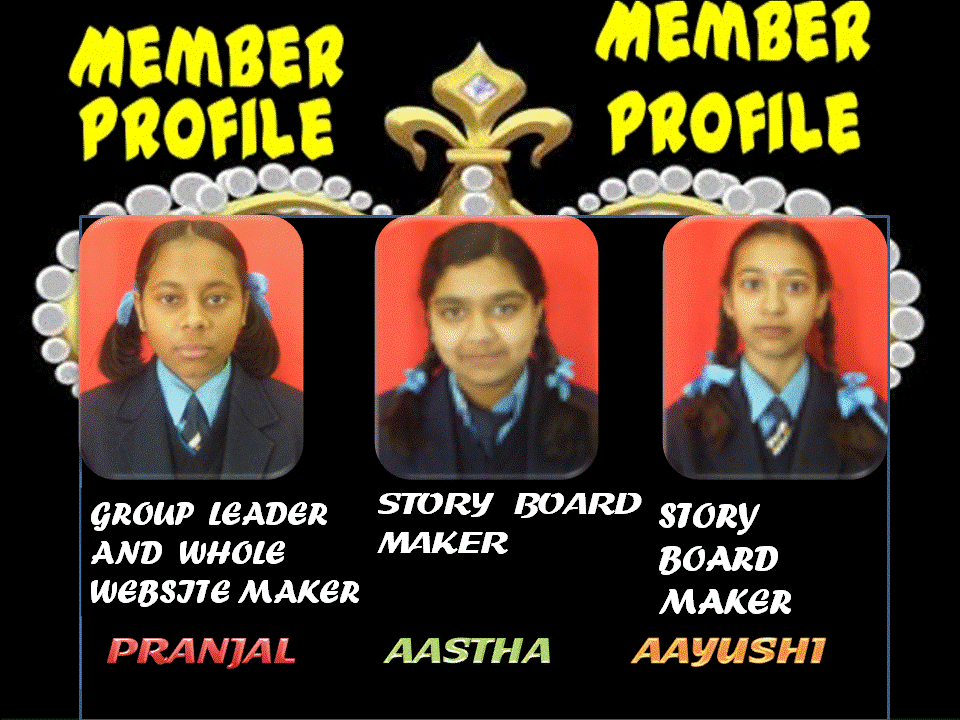 MEMBER
PROFILE
MEMBER
PROFILE
GROUP LEADER
AND WHOLE
WEBSITE MAKER
STORY BOARD
MAKER
STORY
BOARD
MAKER
PRANJAL
AASTHA
AAYUSHI